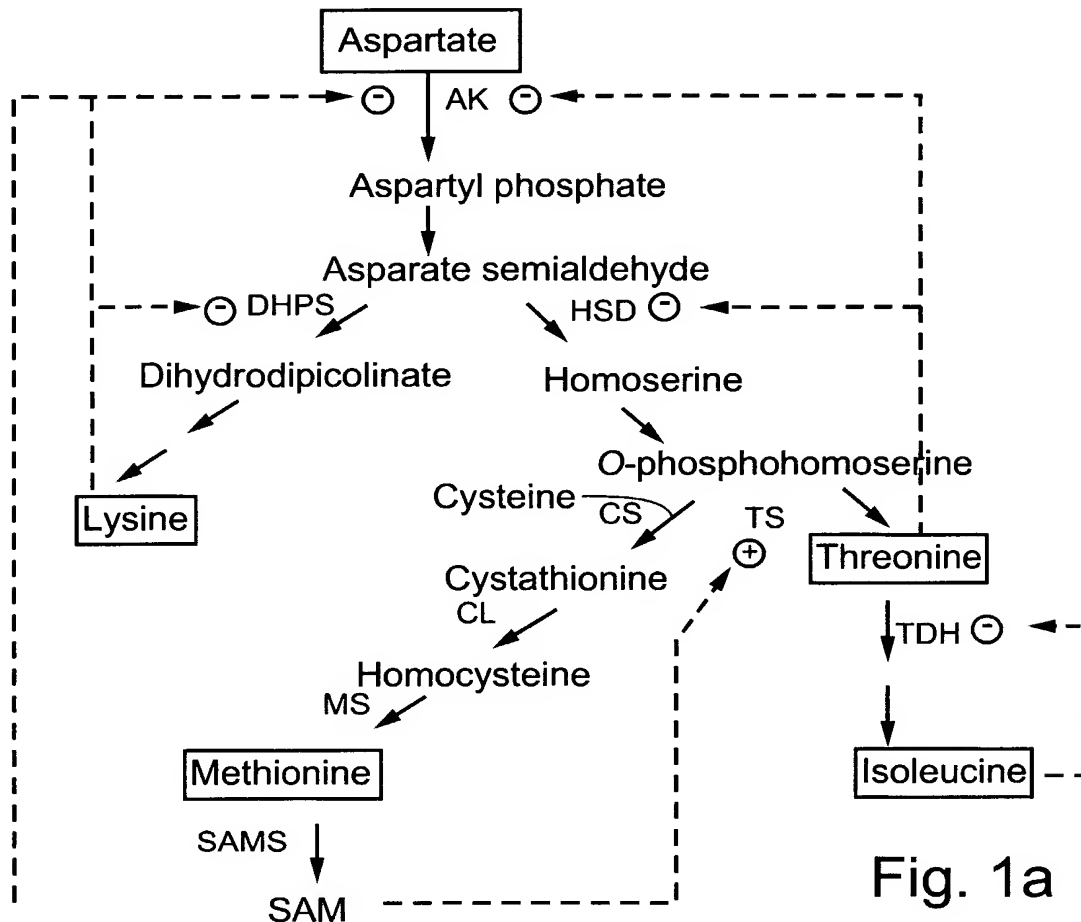 Aspartate
⊖ AK ⊖
Aspartyl phosphate
Asparate semialdehyde
⊖ DHPS
HSD ⊖
Dihydrodipicolinate
Homoserine
O-phosphohomoserine
Cysteine
CS
TS
⊕
Lysine
Threonine
Cystathionine
CL
TDH ⊖
Homocysteine
MS
Methionine
Isoleucine
SAMS
SAM
Fig. 1a